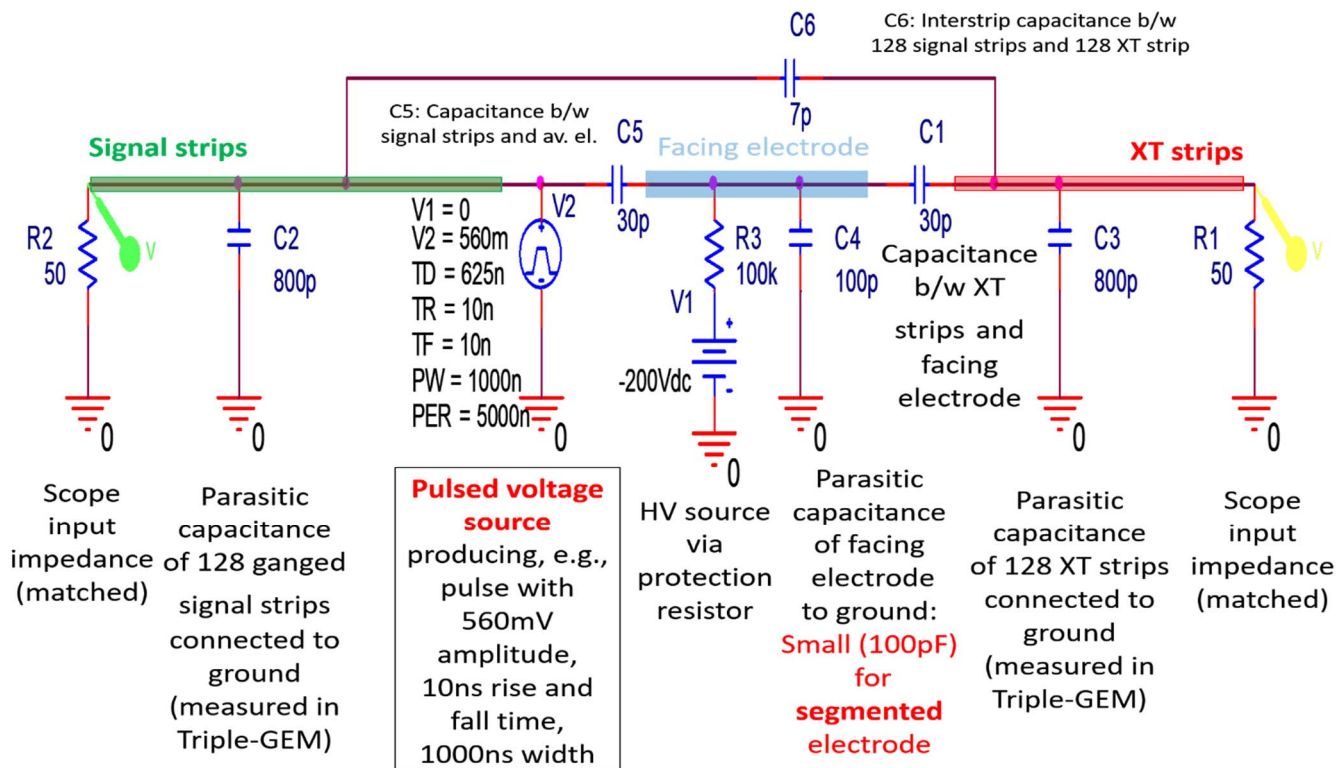 C6
C6: Interstrip capacitance b/w
128 signal strips and 128 XT strip
7p
C5: Capacitance b/w
signal strips and av. el.
C5
Signal strips
Facing electrode
C1
XT strips
30p
30p
R2
50
V
C2
800p
V1 = 0
V2 = 560m
TD = 625n
TR = 10n
TF = 10n
PW = 1000n
PER = 5000n
V2
R3
100k
V1
+
-
-200Vdc
C4
100p
Capacitance
b/w XT
strips and
facing
electrode
C3
800p
R1
50
V
0
0
0
0
0
0
0
Scope
input
impedance
(matched)
Parasitic
capacitance
of 128 ganged
signal strips
connected to
ground
(measured in
Triple-GEM)
Pulsed voltage
source
producing, e.g.,
pulse with
560mV
amplitude,
10ns rise and
fall time,
1000ns width
HV source
via
protection
resistor
Parasitic
capacitance
of facing
electrode
to ground:
Small (100pF)
for
segmented
electrode
Parasitic
capacitance
of 128 XT strips
connected to
ground
(measured in
Triple-GEM)
Scope
input
impedance
(matched)